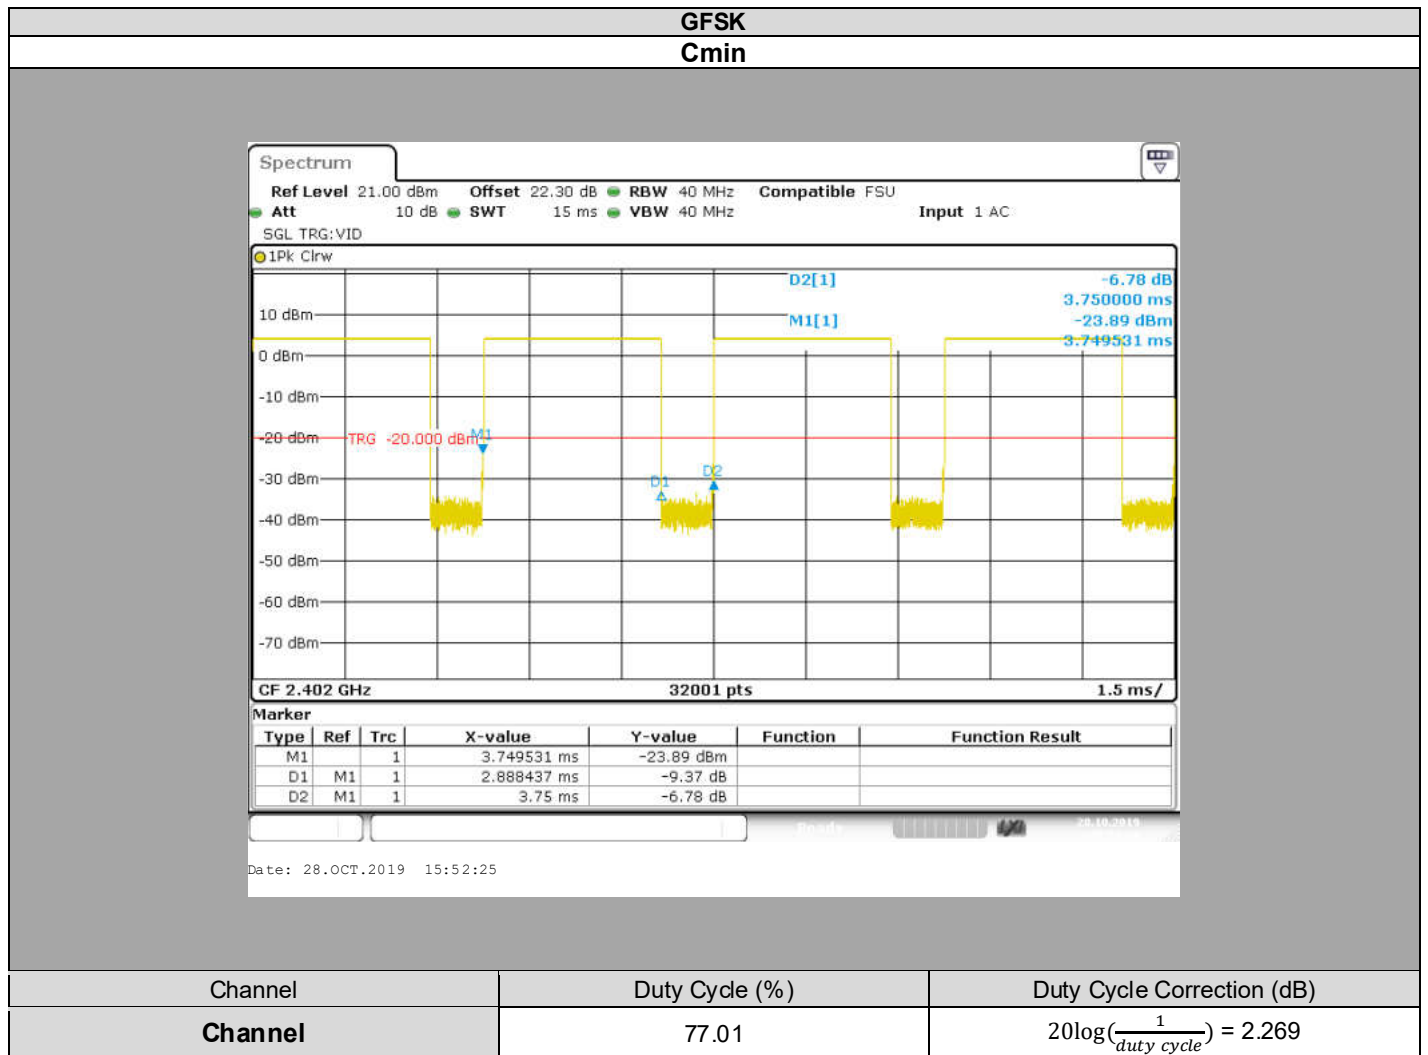 GFSK
Cmin
Spectrum
Ref Level 21.00 dBm Offset 22.30 dB RBW 40 MHz Compatible FSU
Att 10 dB SWT 15 ms VBW 40 MHz Input 1 AC
SGL TRG:VID
1Pk Clrw
D2[1] -6.78 dB
3.750000 ms
10 dBm
M1[1] -23.89 dBm
3.749531 ms
0 dBm
-10 dBm
-20 dBm TRG -20.000 dBm M1
-30 dBm D1 D2
-40 dBm
-50 dBm
-60 dBm
-70 dBm
CF 2.402 GHz 32001 pts 1.5 ms/
Marker
Type Ref Trc X-value Y-value Function Function Result
M1 1 3.749531 ms -23.89 dBm
D1 M1 1 2.888437 ms -9.37 dB
D2 M1 1 3.75 ms -6.78 dB
Ready 28.10.2019
Date: 28.OCT.2019 15:52:25
Channel Duty Cycle (%) Duty Cycle Correction (dB)
Channel 77.01 20log(1/duty cycle) = 2.269